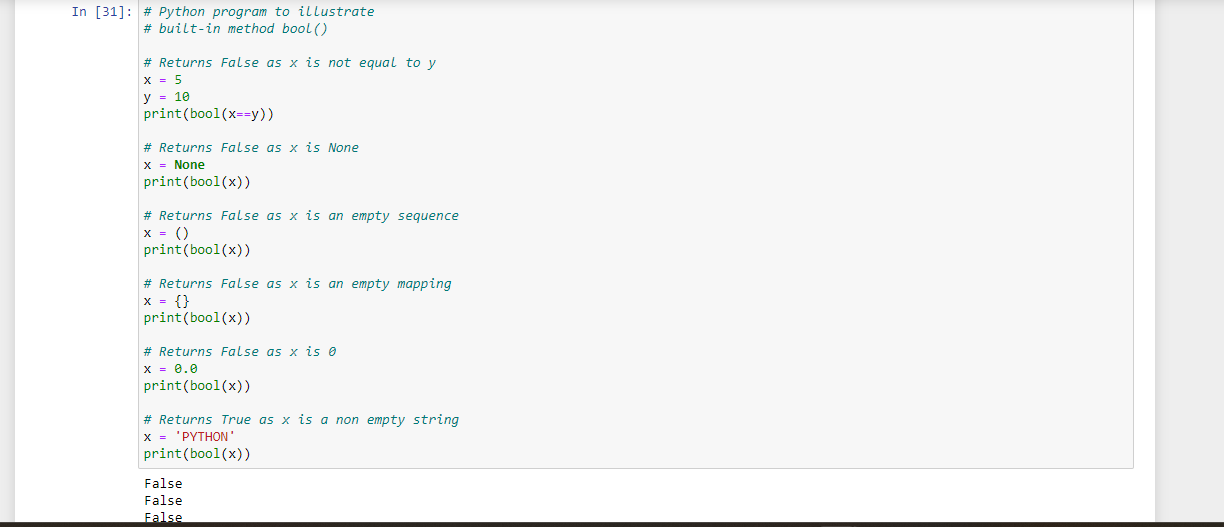 In [31]: # Python program to illustrate
# built-in method bool()
# Returns False as x is not equal to y
x = 5
y = 10
print(bool(x==y))
# Returns False as x is None
x = None
print(bool(x))
# Returns False as x is an empty sequence
x = ()
print(bool(x))
# Returns False as x is an empty mapping
x = {}
print(bool(x))
# Returns False as x is 0
x = 0.0
print(bool(x))
# Returns True as x is a non empty string
x = 'PYTHON'
print(bool(x))
False
False
False